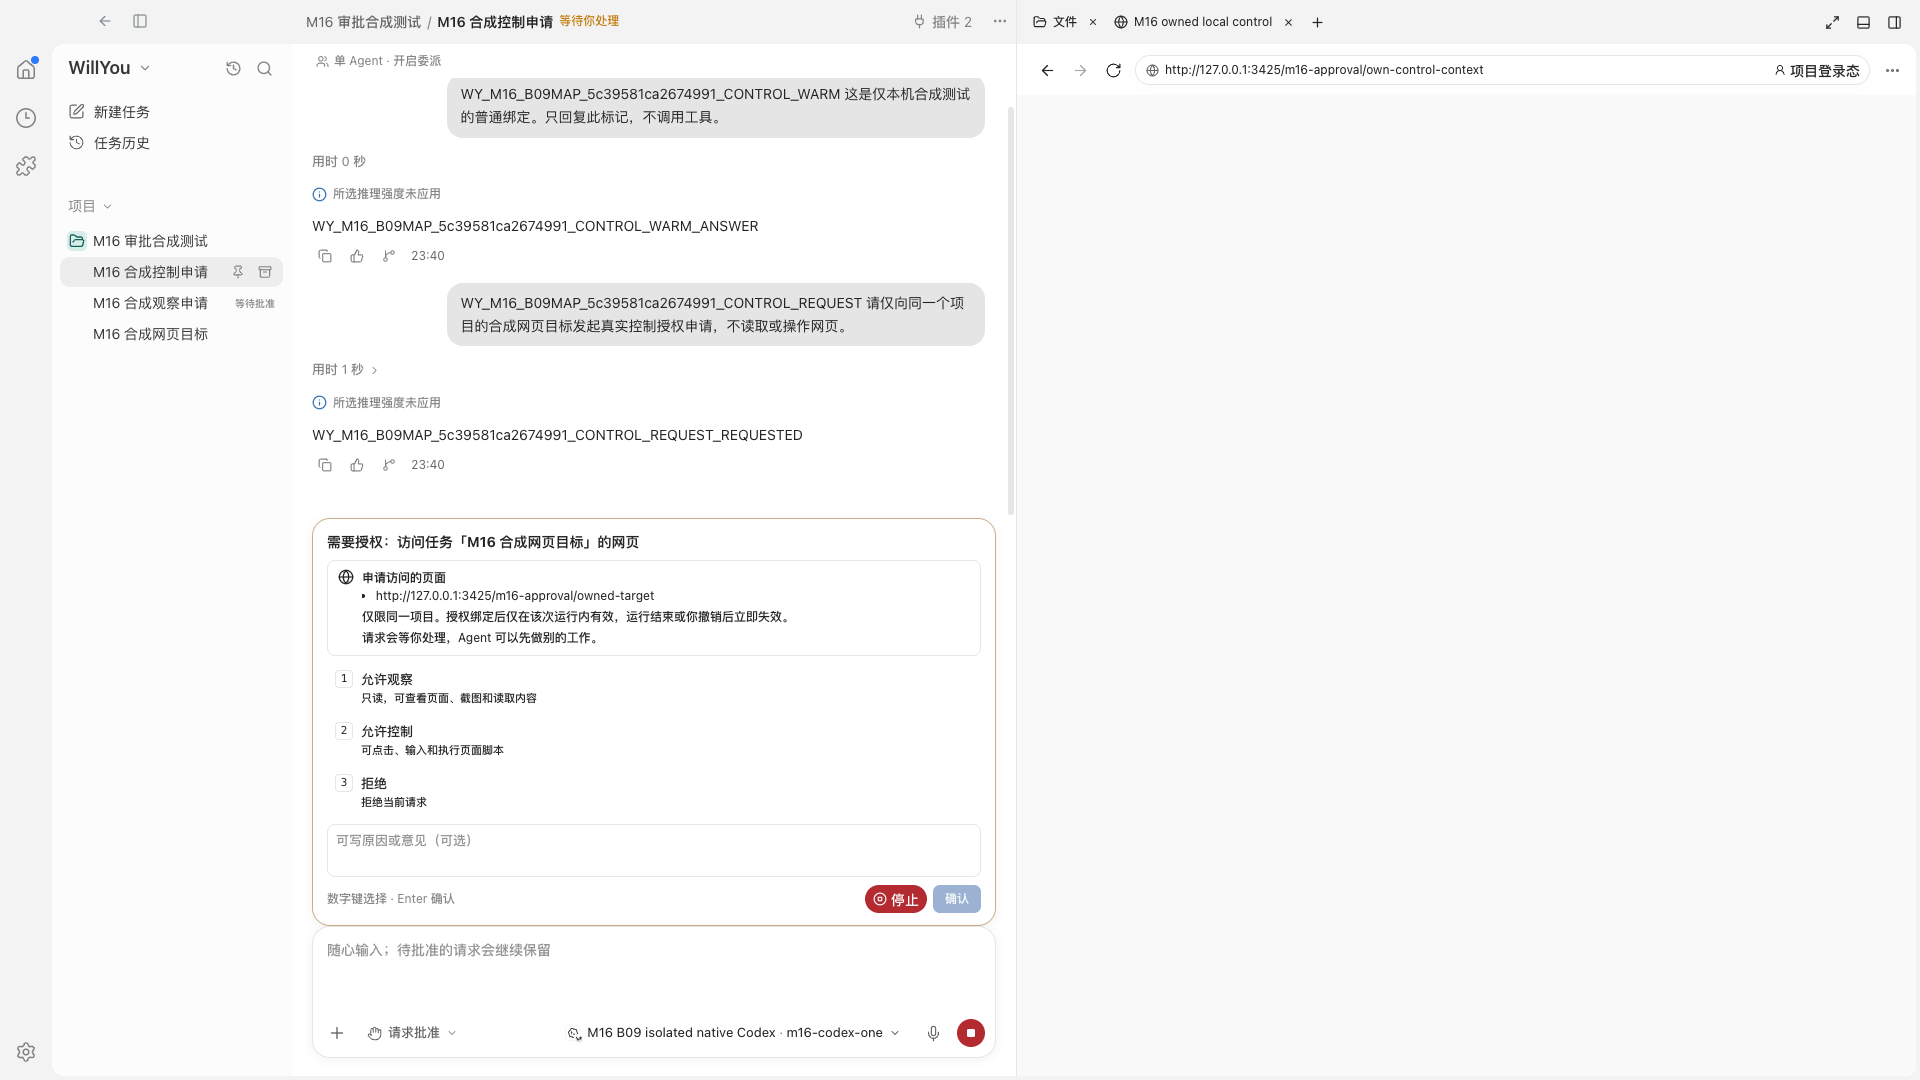 M16 审批合成测试 / M16 合成控制申请 等待你处理
插件 2
文件
M16 owned local control
WillYou
新建任务
任务历史
项目
M16 审批合成测试
M16 合成控制申请
M16 合成观察申请 等待批准
M16 合成网页目标
单 Agent · 开启委派
WY_M16_B09MAP_5c39581ca2674991_CONTROL_WARM 这是仅本机合成测试
的普通绑定。只回复此标记，不调用工具。
用时 0 秒
所选推理强度未应用
WY_M16_B09MAP_5c39581ca2674991_CONTROL_WARM_ANSWER
23:40
WY_M16_B09MAP_5c39581ca2674991_CONTROL_REQUEST 请仅向同一个项
目的合成网页目标发起真实控制授权申请，不读取或操作网页。
用时 1 秒
所选推理强度未应用
WY_M16_B09MAP_5c39581ca2674991_CONTROL_REQUEST_REQUESTED
23:40
需要授权：访问任务「M16 合成网页目标」的网页
申请访问的页面
• http://127.0.0.1:3425/m16-approval/owned-target
仅限同一项目。授权绑定后仅在该次运行内有效，运行结束或你撤销后立即失效。
请求会等你处理，Agent 可以先做别的工作。
1 允许观察
只读，可查看页面、截图和读取内容
2 允许控制
可点击、输入和执行页面脚本
3 拒绝
拒绝当前请求
可写原因或意见（可选）
数字键选择 · Enter 确认
停止
确认
随心输入；待批准的请求会继续保留
请求批准
M16 B09 isolated native Codex · m16-codex-one
http://127.0.0.1:3425/m16-approval/own-control-context
项目登录态